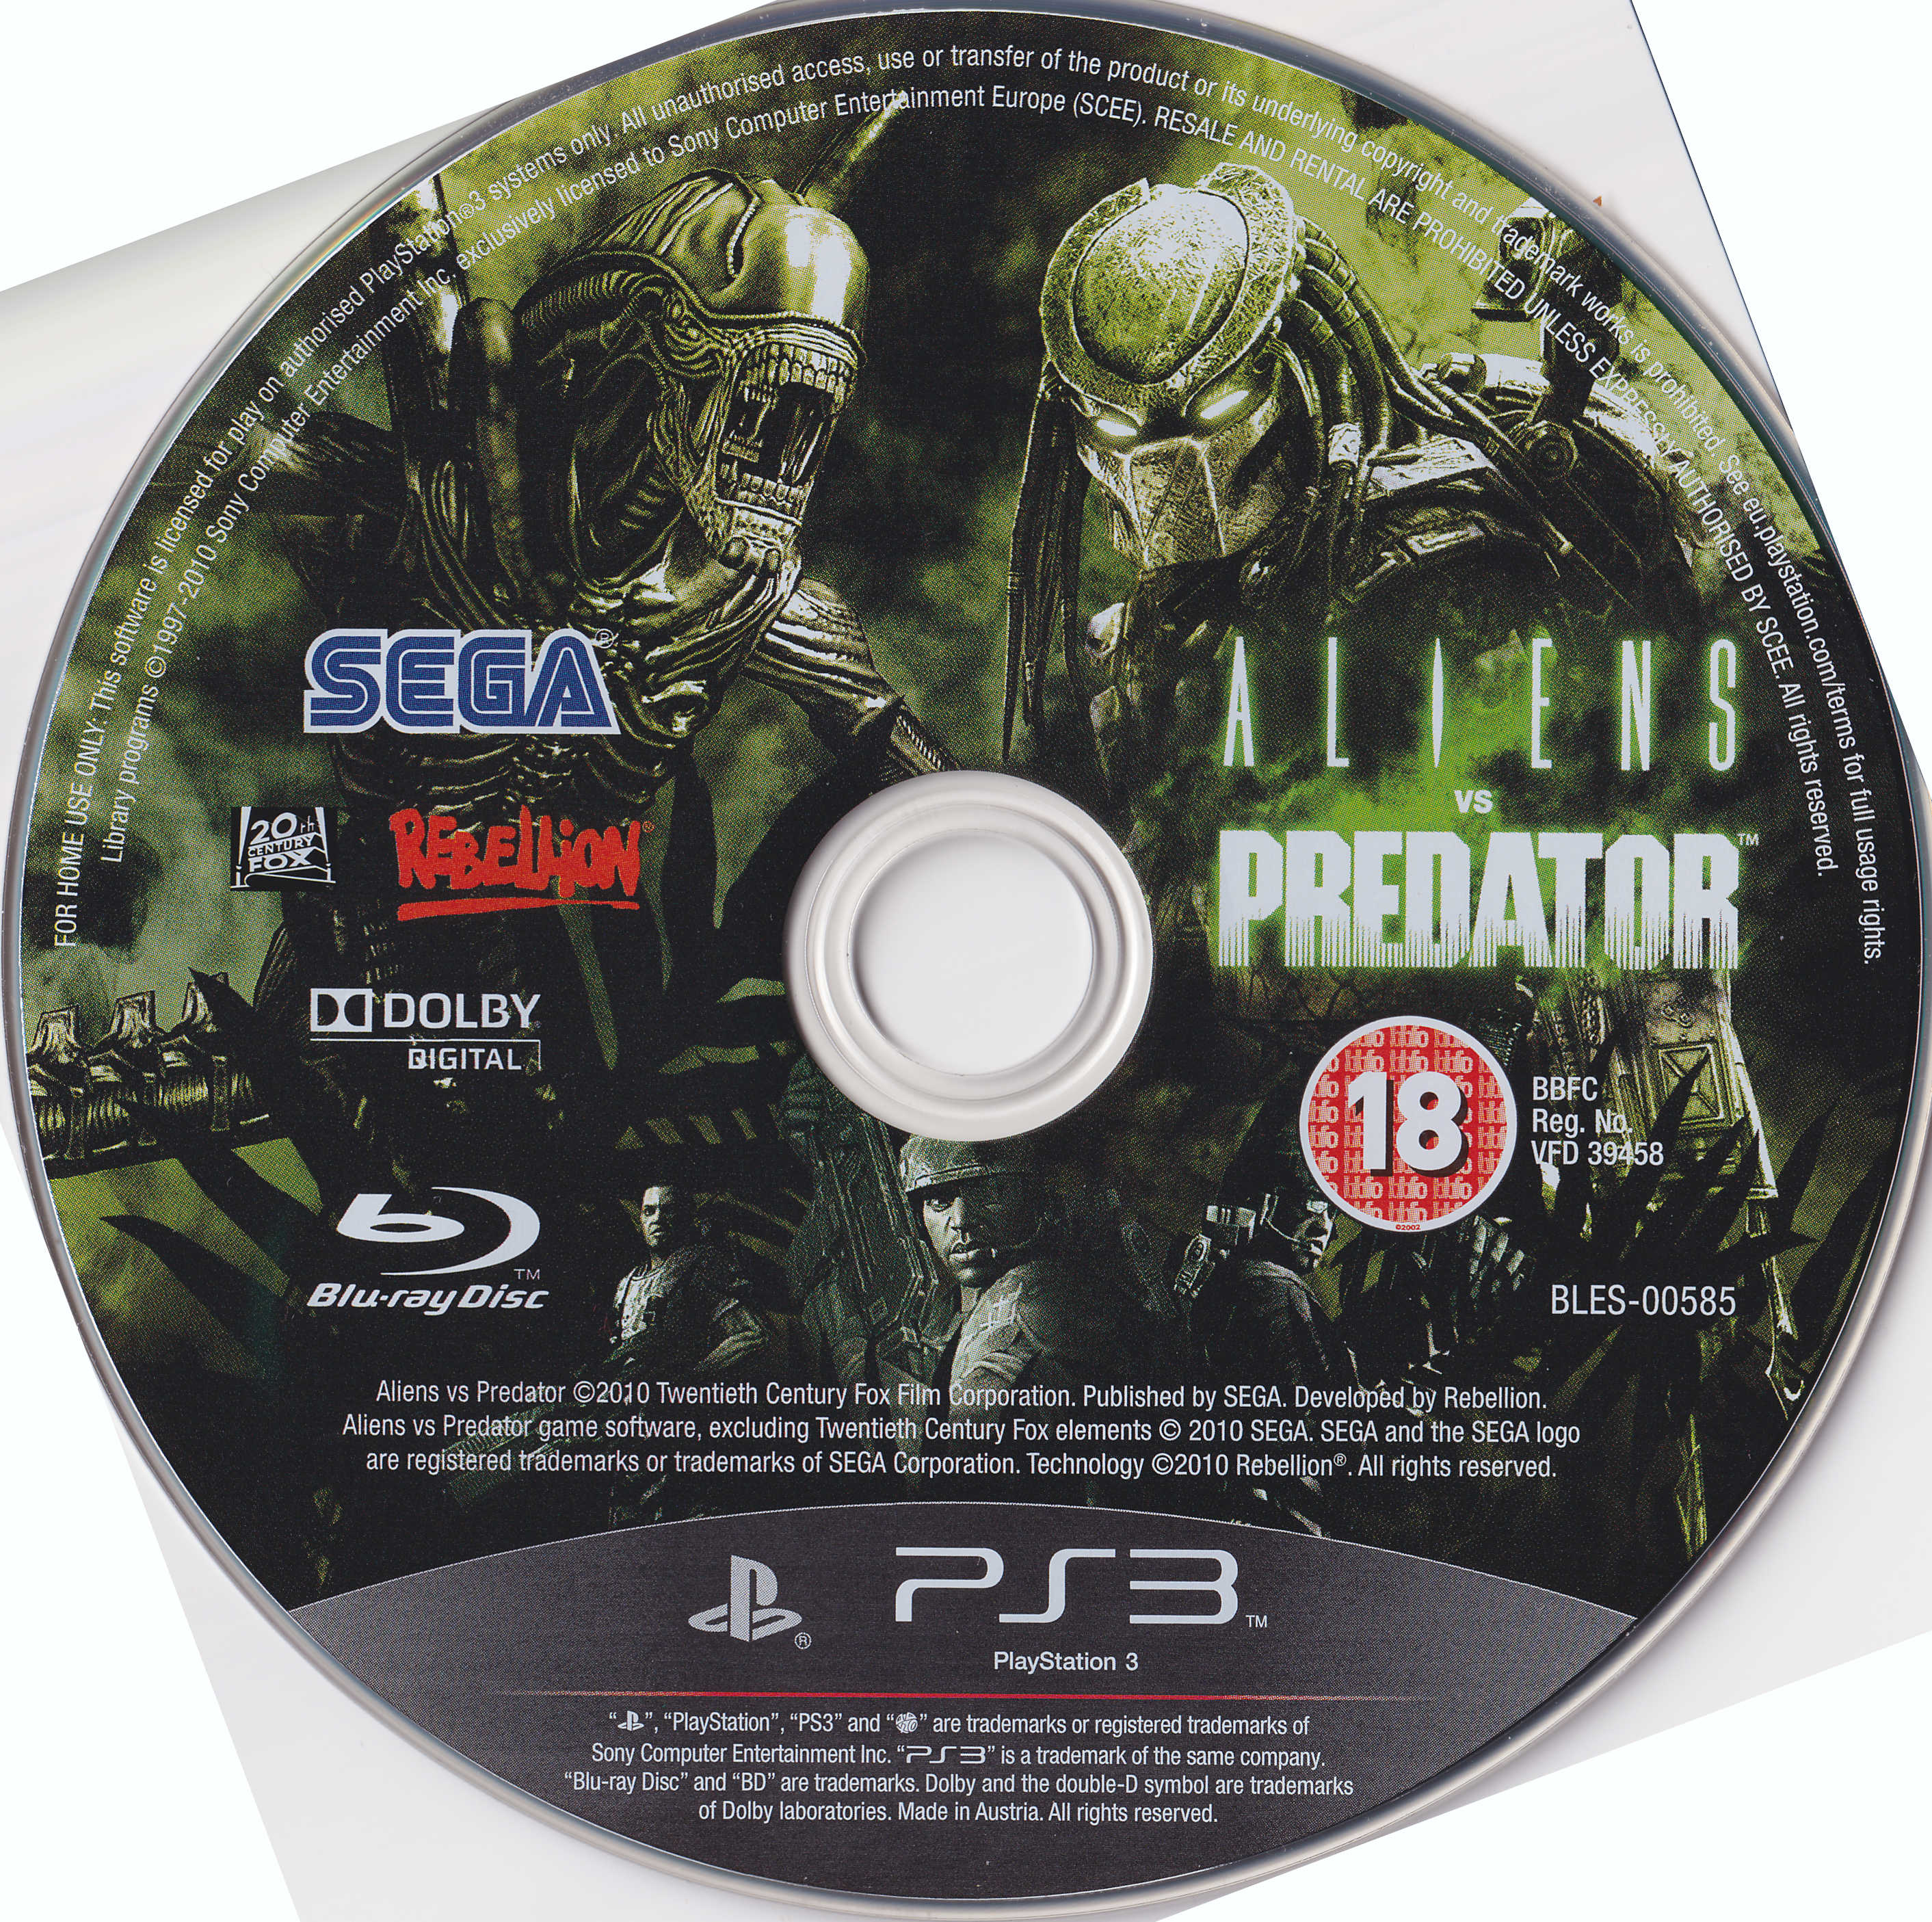 FOR HOME USE ONLY: This software is licensed for play on authorised PlayStation®3 systems only. All unauthorised access, use or transfer of the product or its underlying copyright and trademark works is prohibited. See eu.playstation.com/terms for full usage rights.
Library programs ©1997-2010 Sony Computer Entertainment Inc. exclusively licensed to Sony Computer Entertainment Europe (SCEE). RESALE AND RENTAL ARE PROHIBITED UNLESS EXPRESSLY AUTHORISED BY SCEE. All rights reserved.
SEGA®
ALIENS
VS
PREDATOR™
20th
CENTURY
FOX
REBELLION®
DOLBY
DIGITAL
18
©2002
BBFC
Reg. No.
VFD 39458
Blu-ray Disc™
BLES-00585
Aliens vs Predator ©2010 Twentieth Century Fox Film Corporation. Published by SEGA. Developed by Rebellion.
Aliens vs Predator game software, excluding Twentieth Century Fox elements © 2010 SEGA. SEGA and the SEGA logo
are registered trademarks or trademarks of SEGA Corporation. Technology ©2010 Rebellion®. All rights reserved.
® PS3™
PlayStation 3
“ ”, “PlayStation”, “PS3” and “ ” are trademarks or registered trademarks of
Sony Computer Entertainment Inc. “PS3” is a trademark of the same company.
“Blu-ray Disc” and “BD” are trademarks. Dolby and the double-D symbol are trademarks
of Dolby laboratories. Made in Austria. All rights reserved.